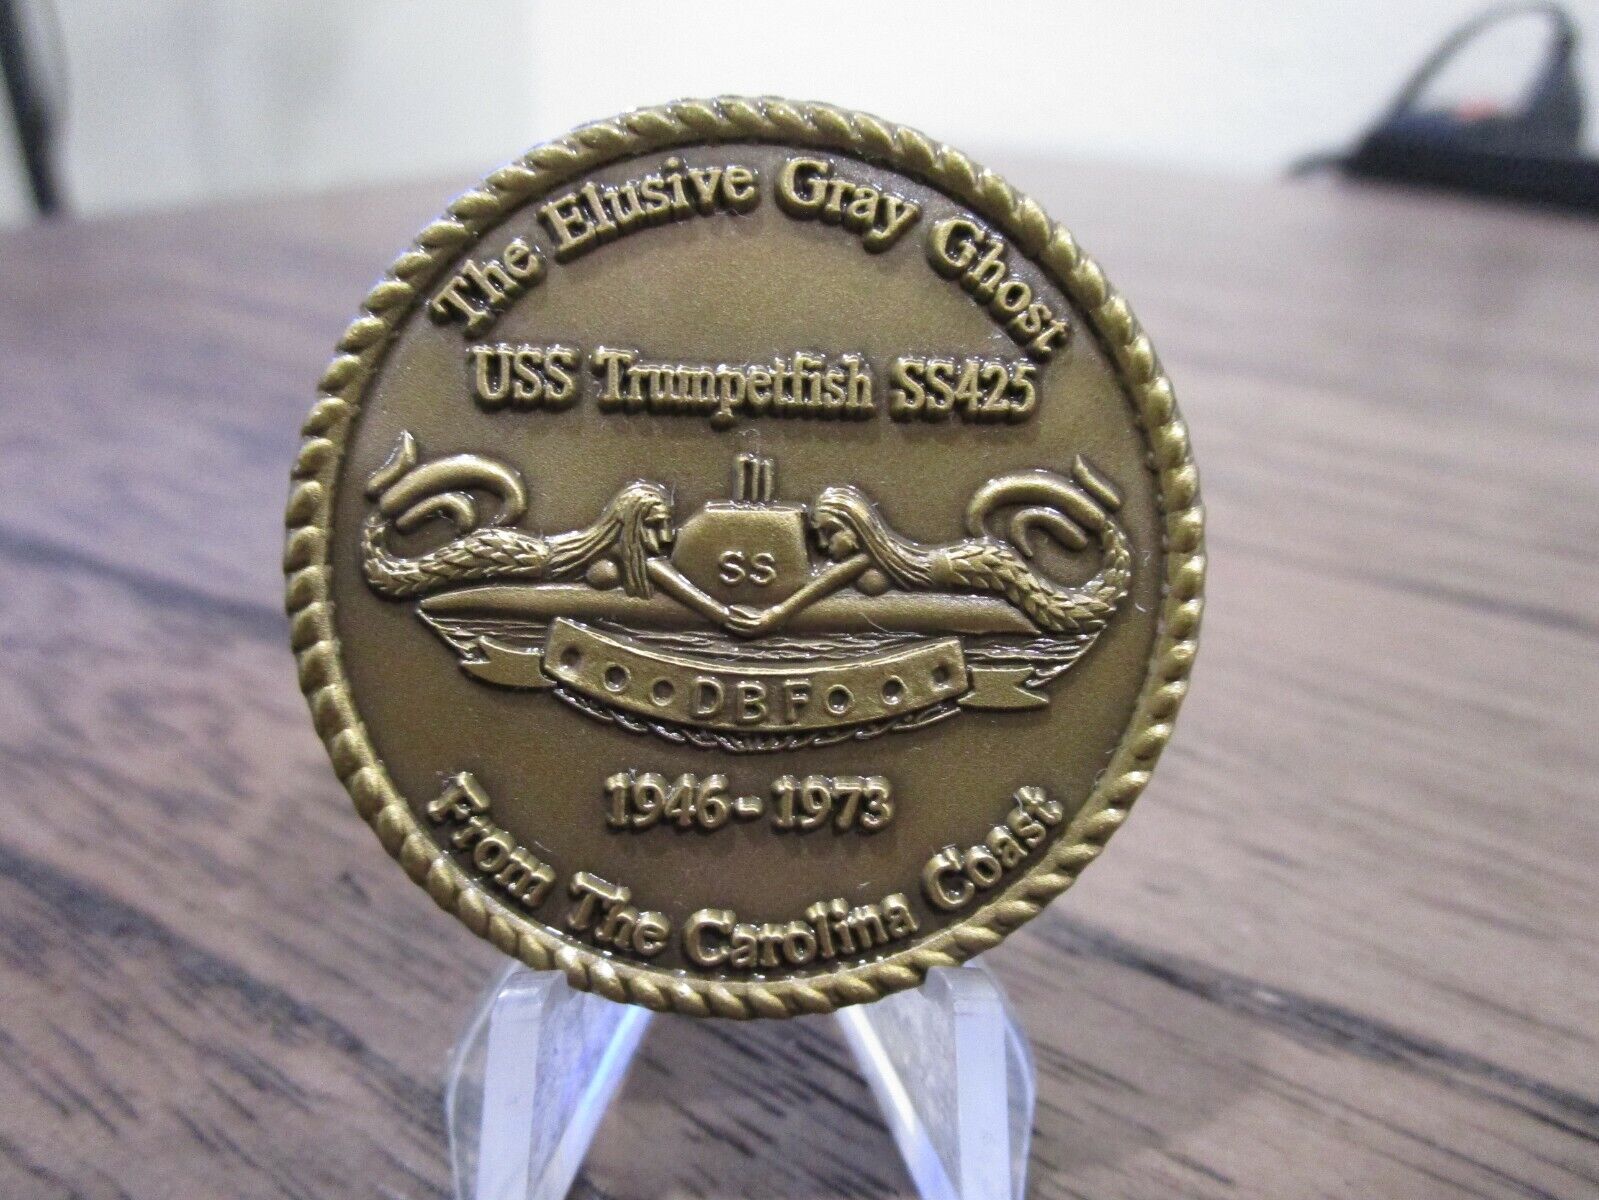 The Elusive Gray Ghost
USS Trumpetfish SS425
SS
DBF
1946-1973
From The Carolina Coast